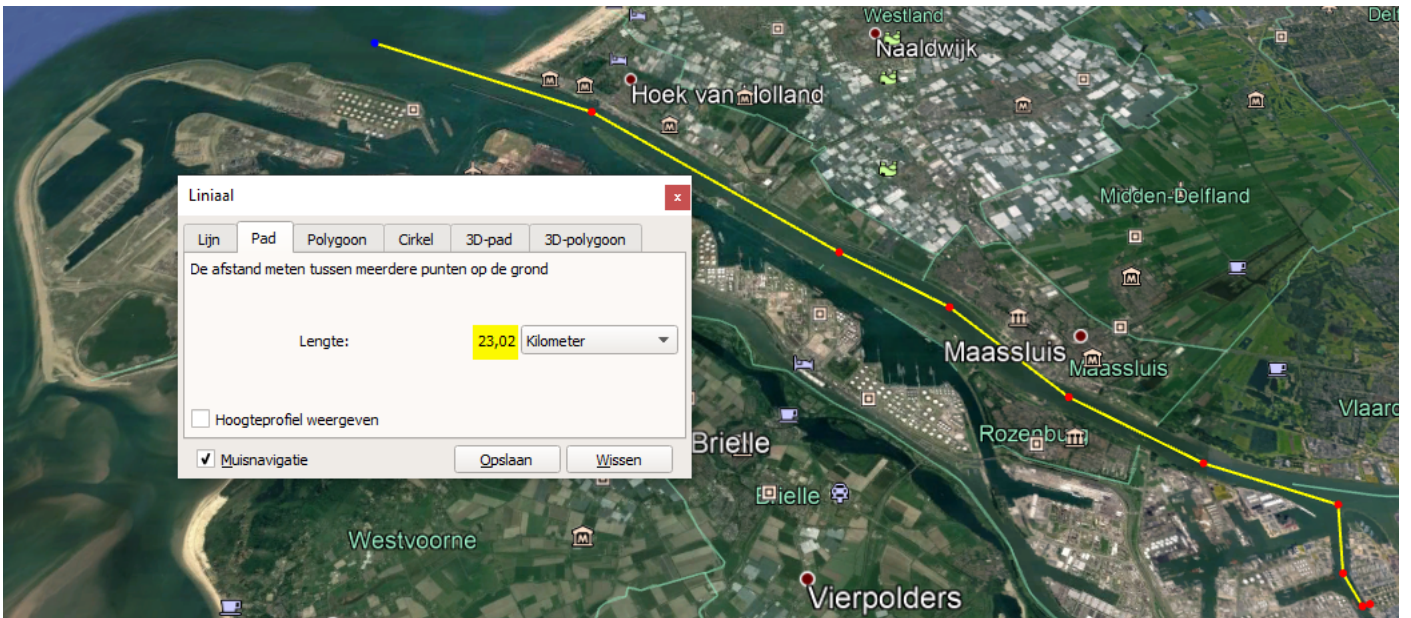 Westland
Delf
Naaldwijk
Hoek van Holland
Midden-Delfland
Liniaal
x
Lijn Pad Polygoon Cirkel 3D-pad 3D-polygoon
De afstand meten tussen meerdere punten op de grond
Lengte: 23,02 Kilometer
Hoogteprofiel weergeven
Muisnavigatie Opslaan Wissen
Maassluis
Maassluis
Vlaard
Rozenburg
Brielle
Brielle
Westvoorne
Vierpolders